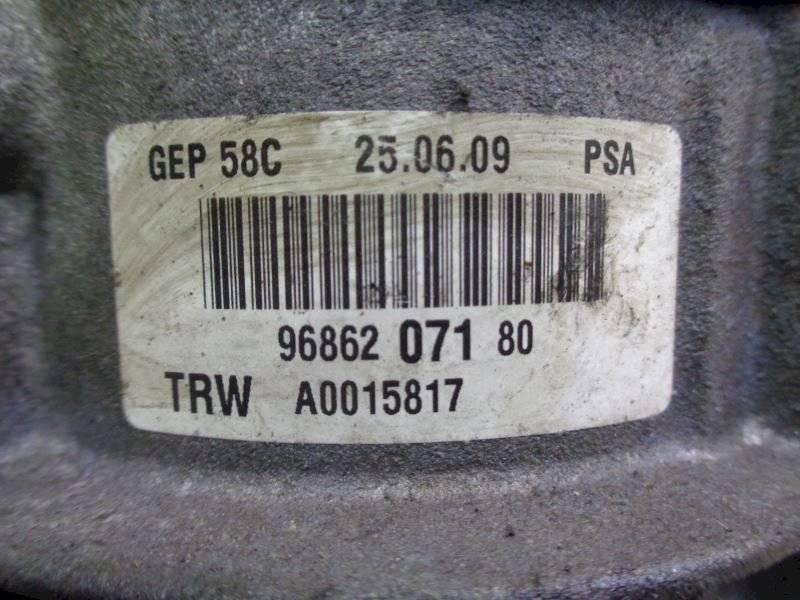 GEP 58C 25.06.09 PSA
96862 071 80
TRW A0015817